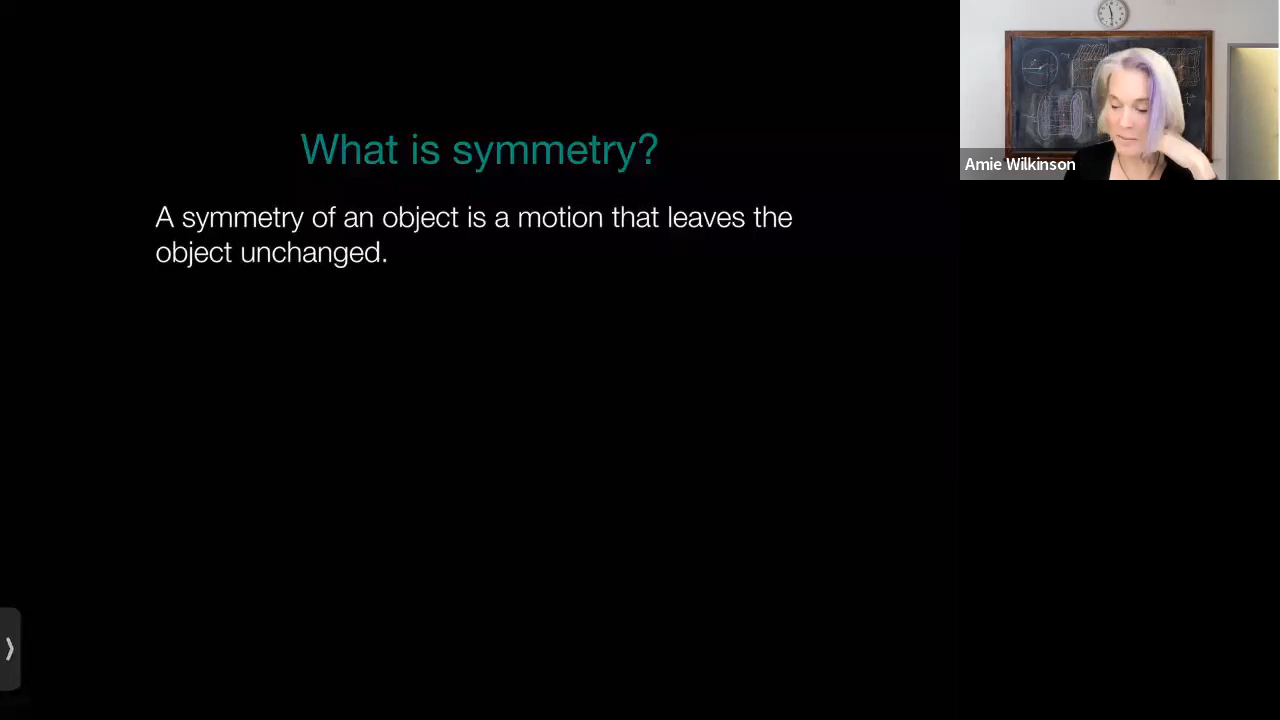 What is symmetry?
A symmetry of an object is a motion that leaves the
object unchanged.
Amie Wilkinson